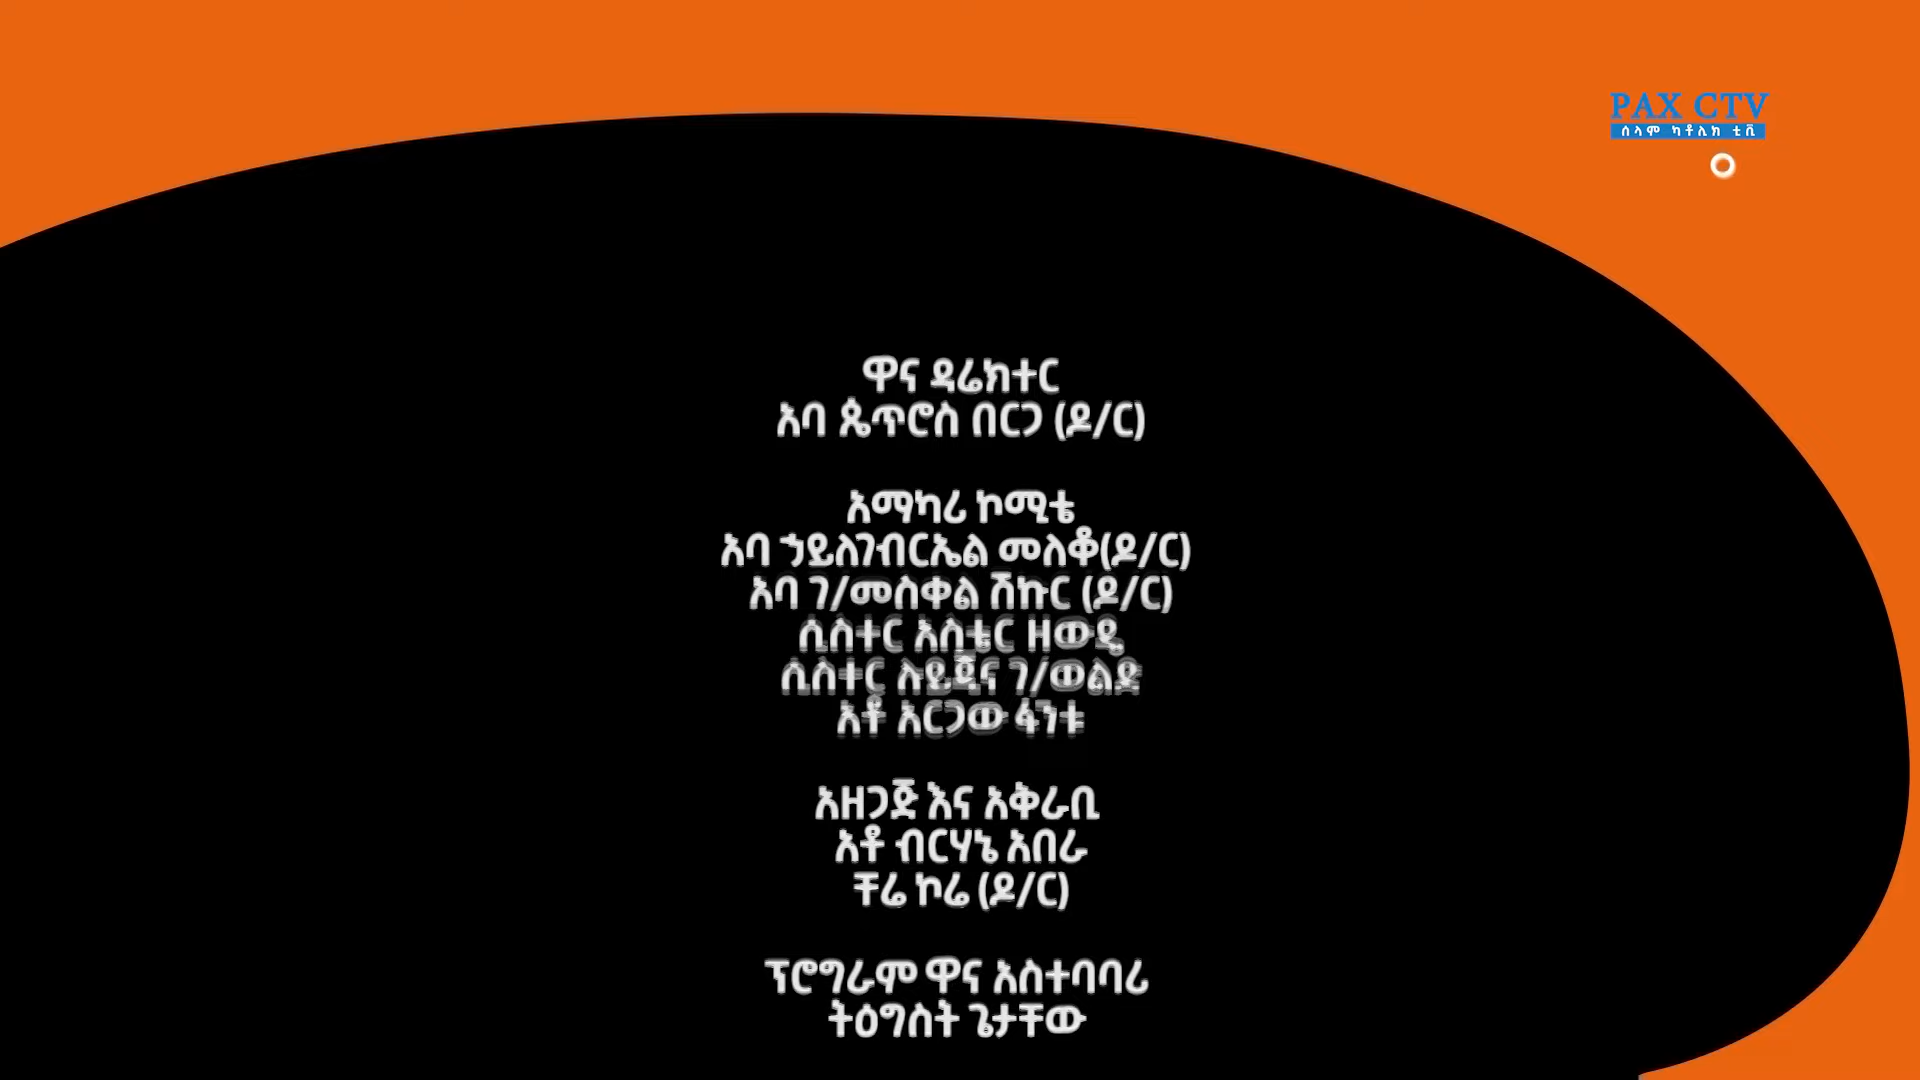 PAX CTV
ሰላም ካቶሊክ ቲቪ
ዋና ዳሬክተር
አባ ጴጥሮስ በርጋ (ዶ/ር)
አማካሪ ኮሚቴ
አባ ኃይለገብርኤል መለቆ(ዶ/ር)
አባ ገ/መስቀል ሽኩር (ዶ/ር)
ሲስተር አስቴር ዘውዴ
ሲስተር ሉይጂና ገ/ወልድ
አቶ አርጋው ፋንቱ
አዘጋጅ እና አቅራቢ
አቶ ብርሃኔ አበራ
ቸሬ ኮሬ (ዶ/ር)
ፕሮግራም ዋና አስተባባሪ
ትዕግስት ጌታቸው